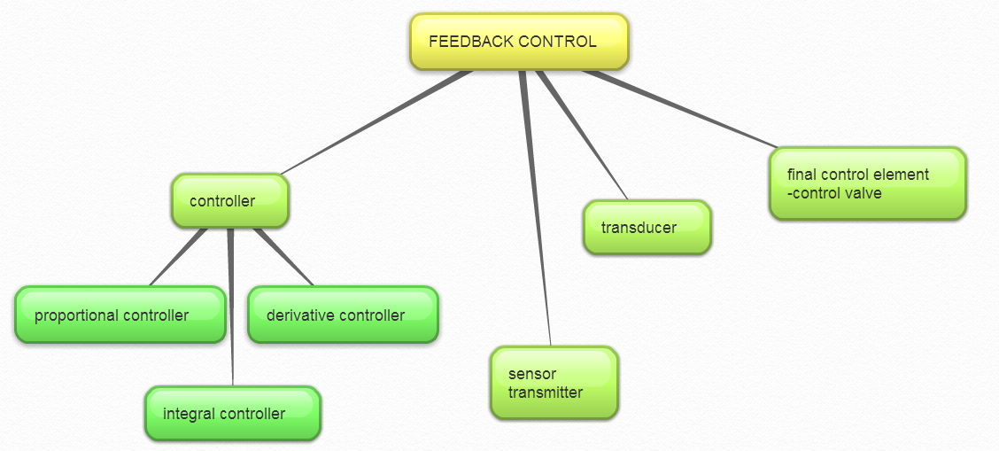 FEEDBACK CONTROL
controller
transducer
final control element
-control valve
proportional controller
derivative controller
integral controller
sensor
transmitter